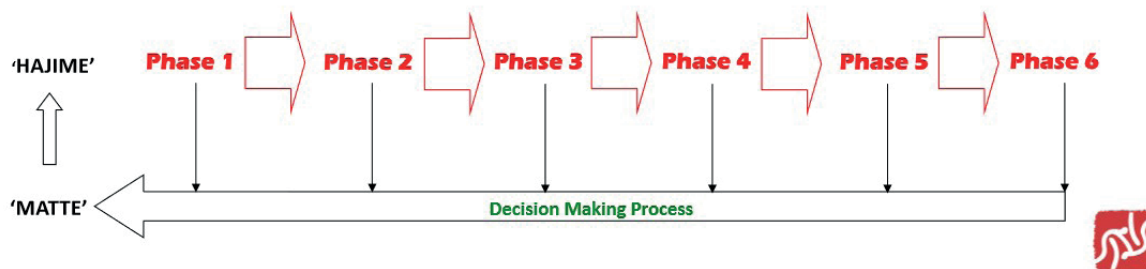 ‘HAJIME’
Phase 1
Phase 2
Phase 3
Phase 4
Phase 5
Phase 6
‘MATTE’
Decision Making Process